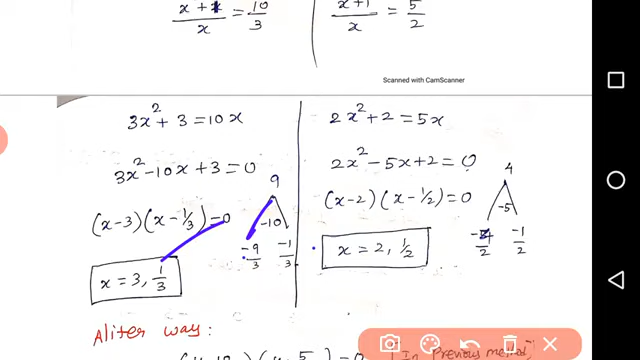 x + 1/x = 10/3
x+1/x = 5/2
Scanned with CamScanner
3x² + 3 = 10x
2x² + 2 = 5x
3x² - 10x + 3 = 0
2x² - 5x + 2 = 0
9
4
(x-3) (x-1/3) = 0
-10
(x-2) (x-1/2) = 0
-5
-9/3 -1/3
-4/2 -1/2
x = 3, 1/3
x = 2, 1/2
Aliter way:
[In previous method,